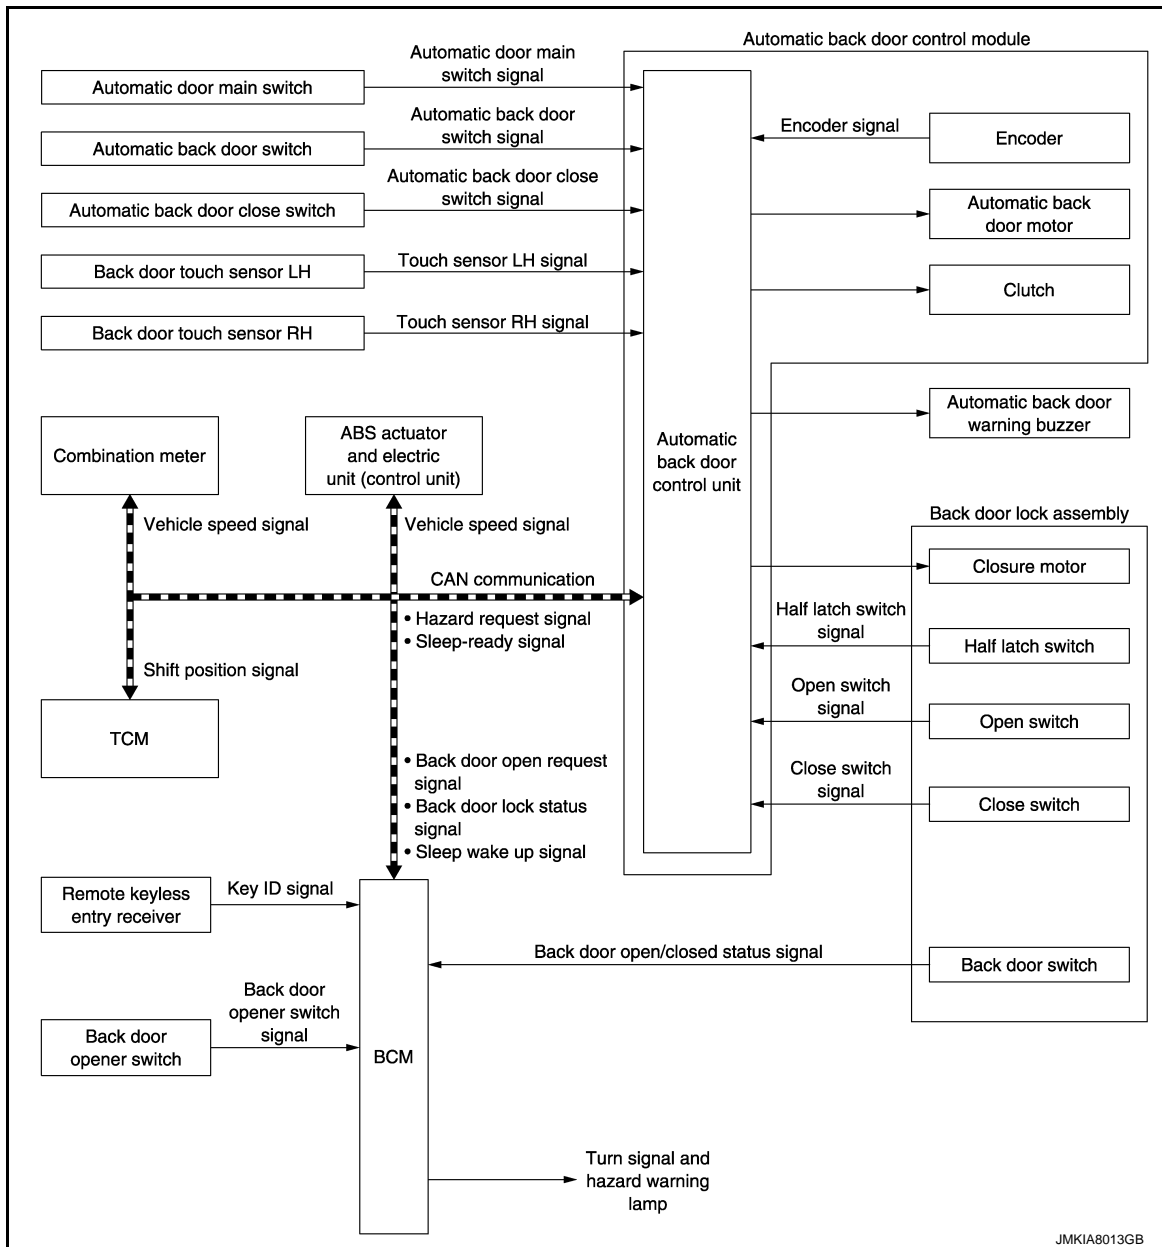 Automatic back door control module
Automatic door main
switch signal
Automatic door main switch
Automatic back door
switch signal
Automatic back door switch
Automatic back door close
switch signal
Automatic back door close switch
Touch sensor LH signal
Back door touch sensor LH
Touch sensor RH signal
Back door touch sensor RH
Encoder signal
Encoder
Automatic back
door motor
Clutch
Automatic back door
warning buzzer
Automatic
back door
control unit
Combination meter
ABS actuator
and electric
unit (control unit)
Vehicle speed signal
Vehicle speed signal
CAN communication
• Hazard request signal
• Sleep-ready signal
Shift position signal
TCM
• Back door open request
signal
• Back door lock status
signal
• Sleep wake up signal
Back door lock assembly
Closure motor
Half latch switch
signal
Half latch switch
Open switch
signal
Open switch
Close switch
signal
Close switch
Remote keyless
entry receiver
Key ID signal
Back door open/closed status signal
Back door switch
Back door
opener switch
signal
Back door
opener switch
BCM
Turn signal and
hazard warning
lamp
JMKIA8013GB